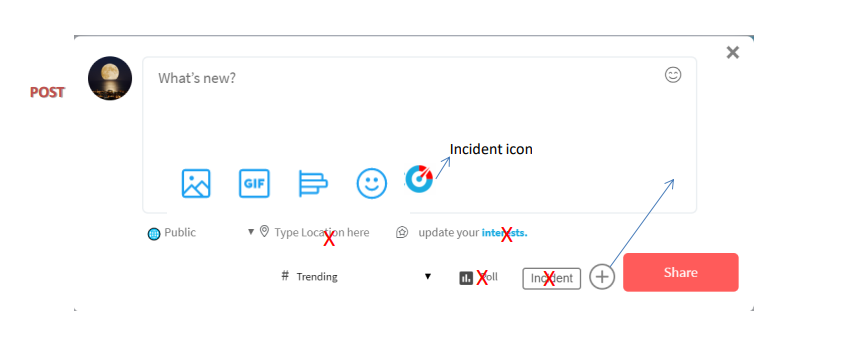 What's new?
POST
Incident icon
GIF
Public
Type Location here
update your interests.
# Trending
Poll
Incident
Share